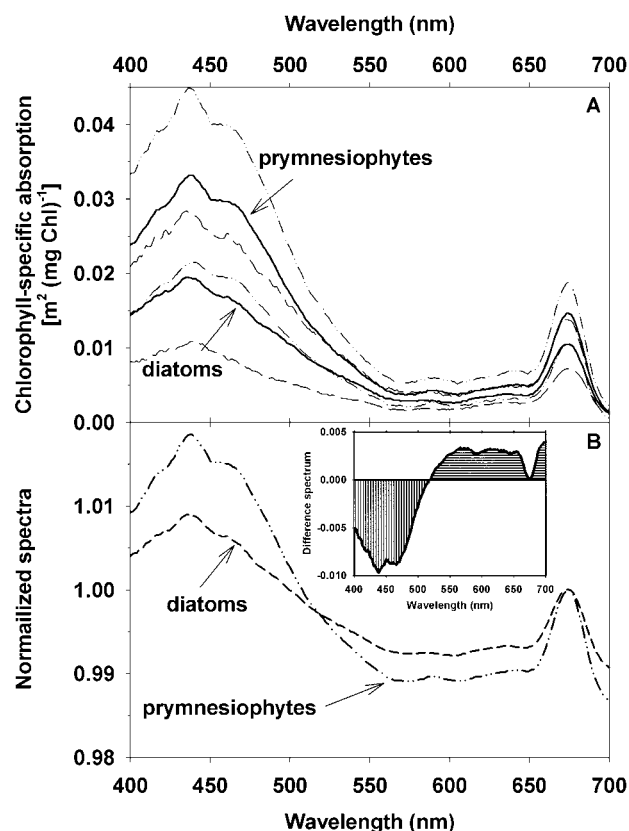 Wavelength (nm)
400 450 500 550 600 650 700
A
0.04
0.03
0.02
0.01
0.00
Chlorophyll-specific absorption
[m² (mg Chl)⁻¹]
prymnesiophytes
diatoms
B
1.01
1.00
0.99
0.98
Normailized spectra
diatoms
prymnesiophytes
0.005
0.000
-0.005
-0.010
Difference spectrum
400 450 500 550 600 650 700
Wavelength (nm)
400 450 500 550 600 650 700
Wavelength (nm)